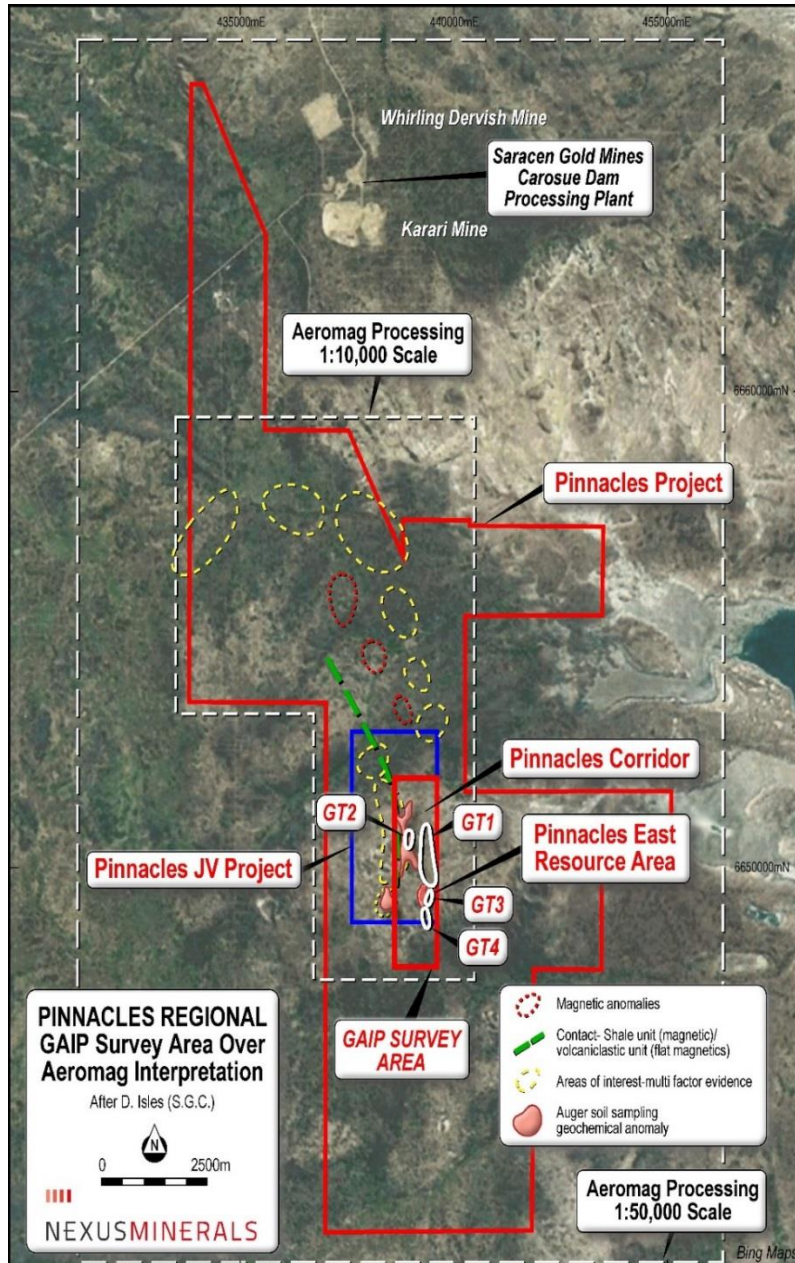 435000mE
440000mE
455000mE
Whirling Dervish Mine
Saracen Gold Mines
Carosue Dam
Processing Plant
Karari Mine
Aeromag Processing
1:10,000 Scale
6660000mN
Pinnacles Project
Pinnacles Corridor
GT2
GT1
Pinnacles East
Resource Area
Pinnacles JV Project
6650000mN
GT3
GT4
GAIP SURVEY
AREA
PINNACLES REGIONAL
GAIP Survey Area Over
Aeromag Interpretation
After D. Isles (S.G.C.)
N
0 2500m
NEXUSMINERALS
Magnetic anomalies
Contact- Shale unit (magnetic)/
volcaniclastic unit (flat magnetics)
Areas of interest-multi factor evidence
Auger soil sampling
geochemical anomaly
Aeromag Processing
1:50,000 Scale
Bing Maps